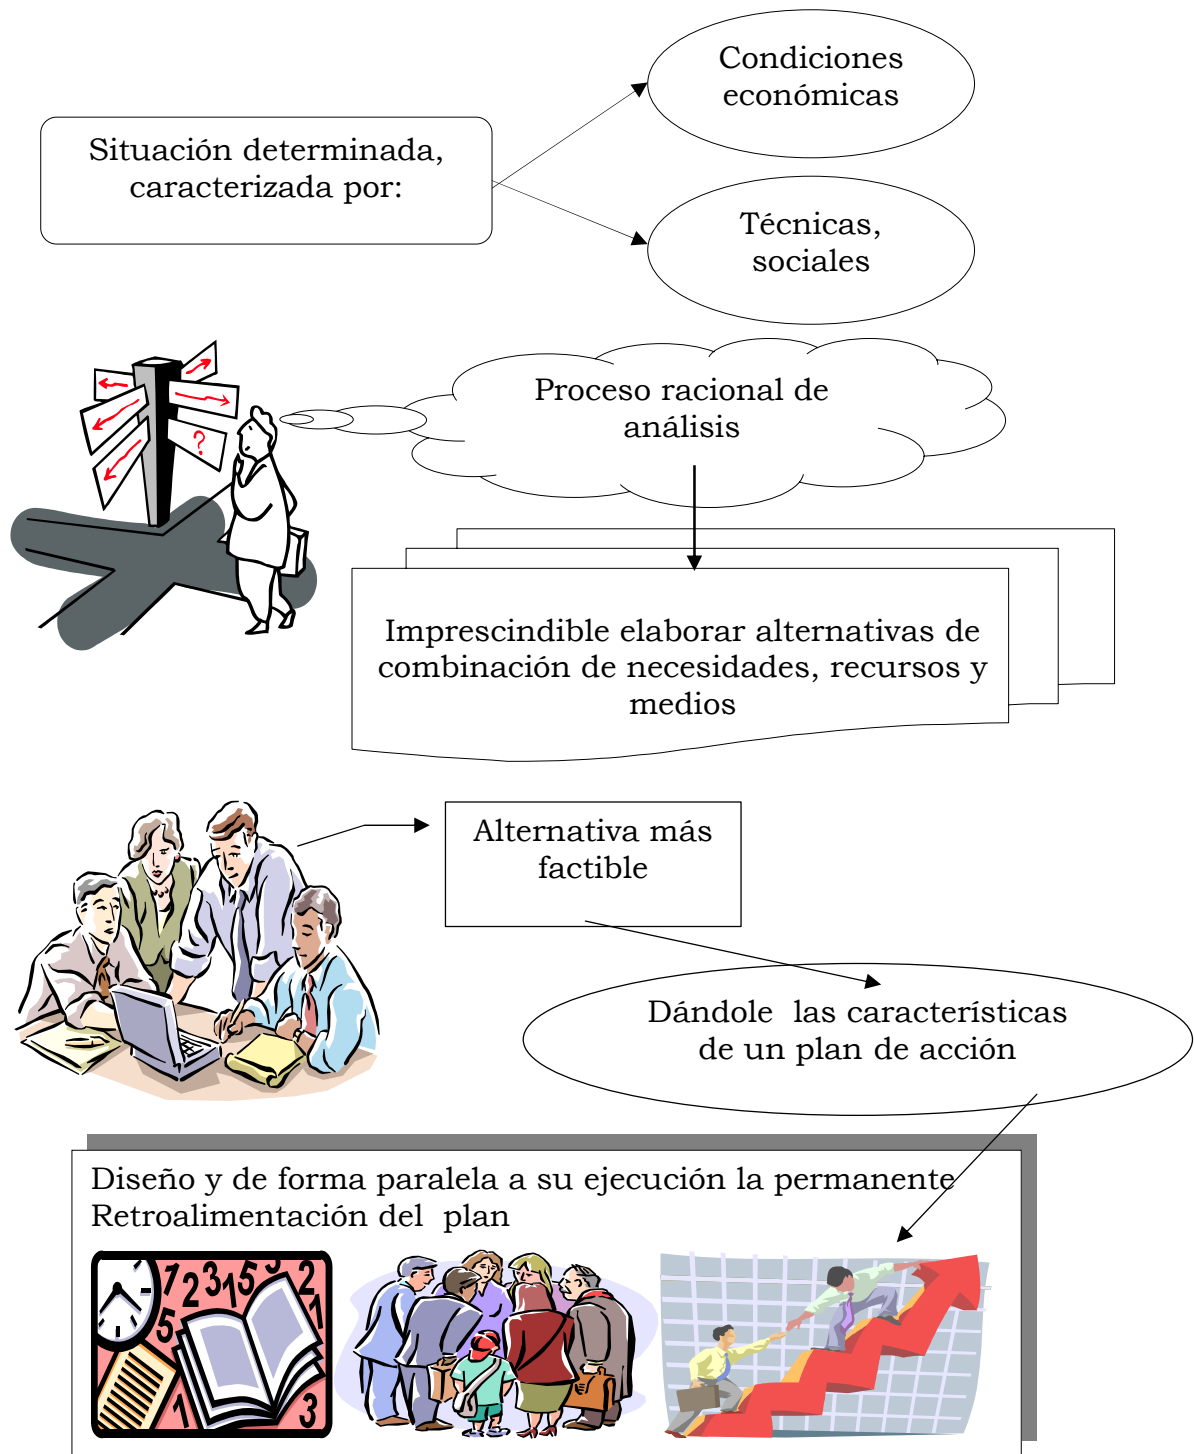 Condiciones
económicas
Situación determinada,
caracterizada por:
Técnicas,
sociales
Proceso racional de
análisis
?
Imprescindible elaborar alternativas de
combinación de necesidades, recursos y
medios
Alternativa más
factible
Dándole  las características
de un plan de acción
Diseño y de forma paralela a su ejecución la permanente
Retroalimentación del  plan